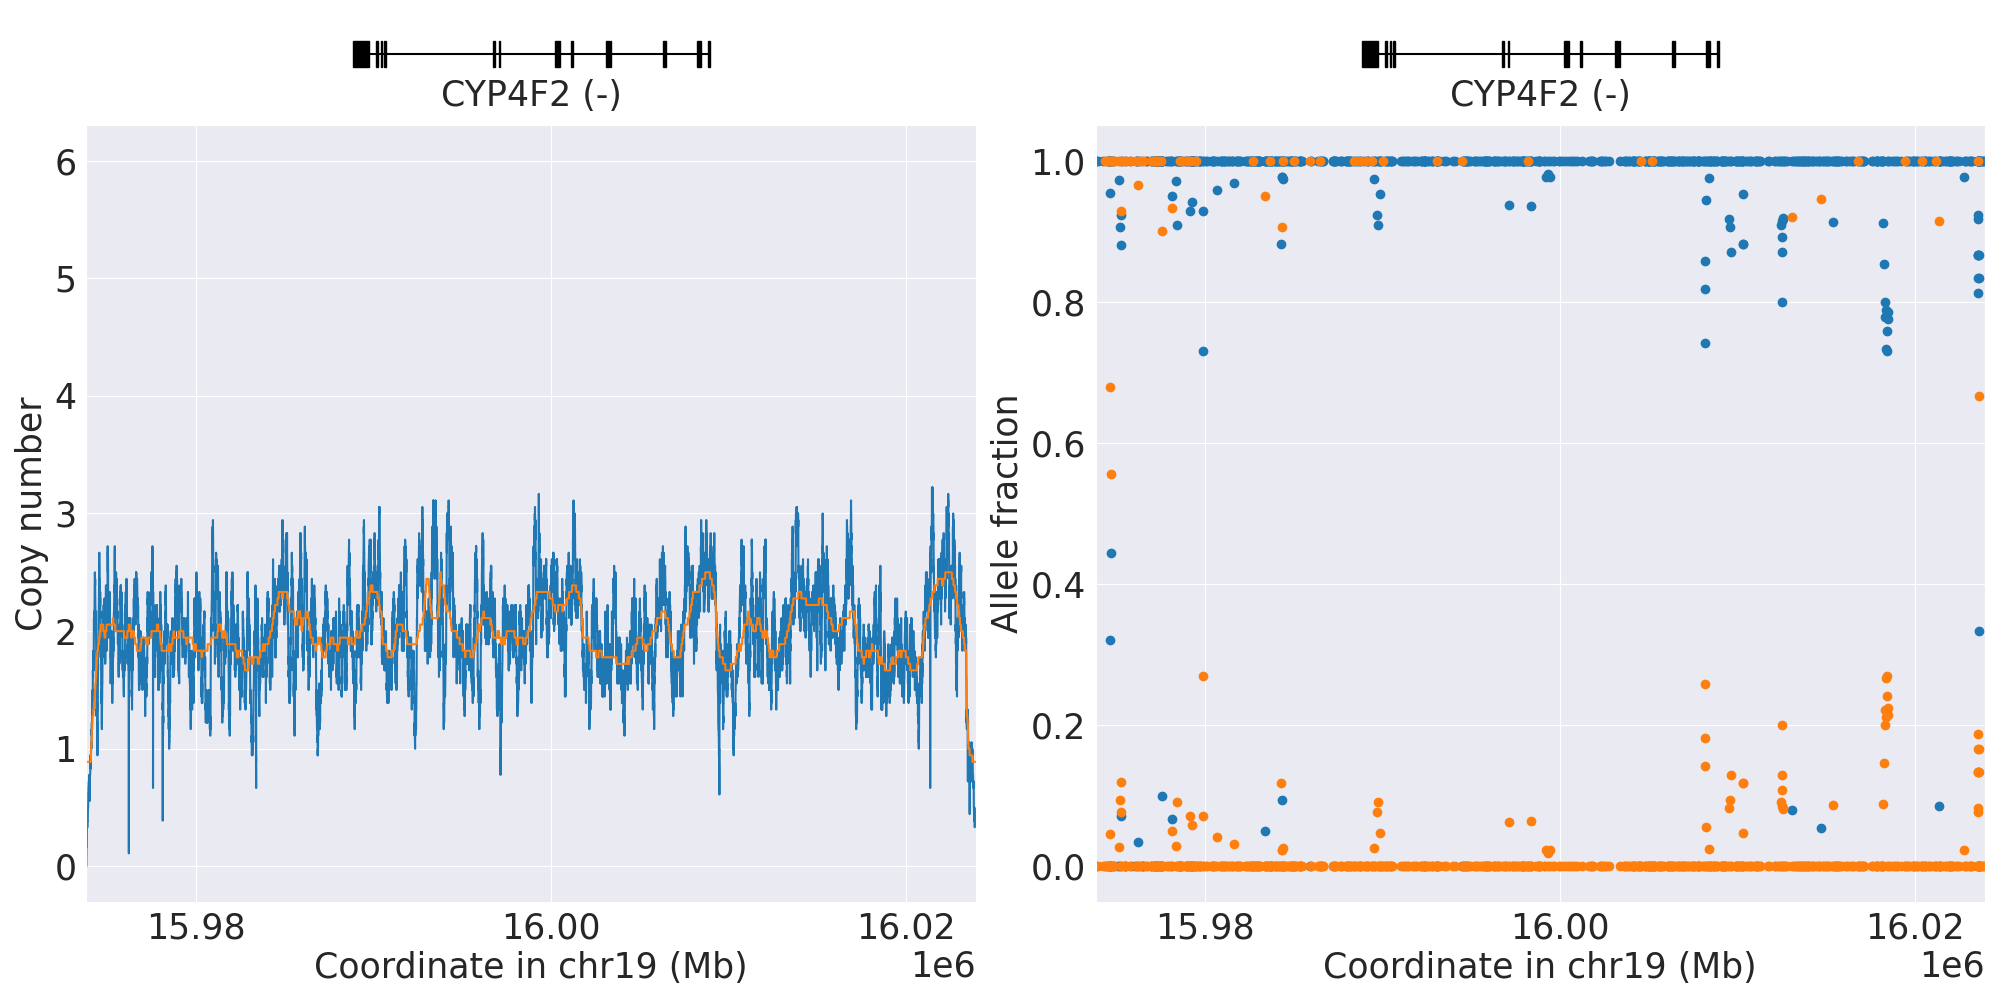 CYP4F2 (-)
6
5
4
3
2
1
0
Copy number
15.98
16.00
16.02
Coordinate in chr19 (Mb)
1e6
CYP4F2 (-)
1.0
0.8
0.6
0.4
0.2
0.0
Allele fraction
15.98
16.00
16.02
Coordinate in chr19 (Mb)
1e6